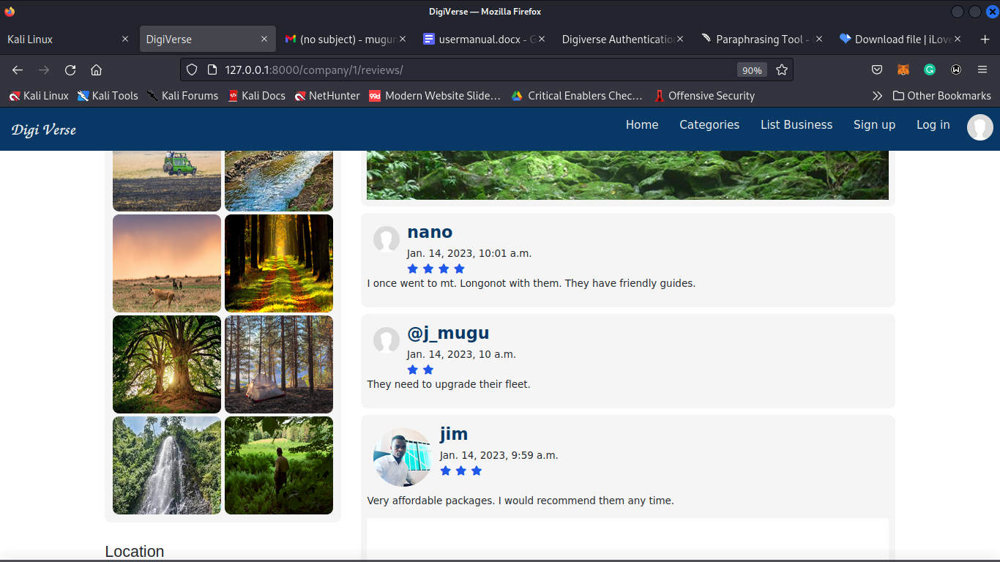 DigiVerse — Mozilla Firefox
Kali Linux
DigiVerse
(no subject) - mugun
usermanual.docx - G
Digiverse Authentication
Paraphrasing Tool -
Download file | iLove
127.0.0.1:8000/company/1/reviews/
90%
Kali Linux
Kali Tools
Kali Forums
Kali Docs
NetHunter
99d
Modern Website Slide…
Critical Enablers Chec…
Offensive Security
Other Bookmarks
Digi Verse
Home
Categories
List Business
Sign up
Log in
nano
Jan. 14, 2023, 10:01 a.m.
I once went to mt. Longonot with them. They have friendly guides.
@j_mugu
Jan. 14, 2023, 10 a.m.
They need to upgrade their fleet.
jim
Jan. 14, 2023, 9:59 a.m.
Very affordable packages. I would recommend them any time.
Location